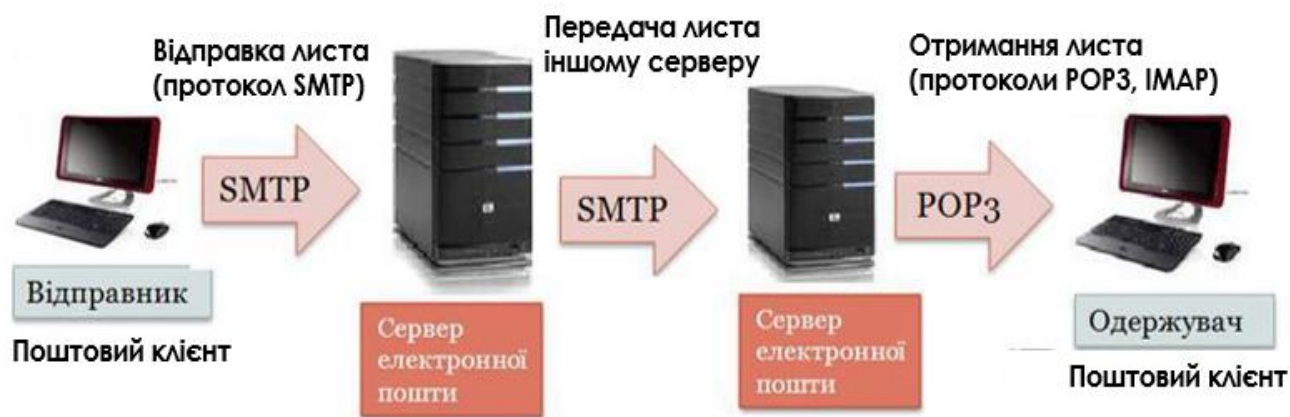 Відправка листа
(протокол SMTP)
Передача листа
іншому серверу
Отримання листа
(протоколи POP3, IMAP)
SMTP
SMTP
POP3
Відправник
Поштовий клієнт
Сервер
електронної
пошти
Сервер
електронної
пошти
Одержувач
Поштовий клієнт